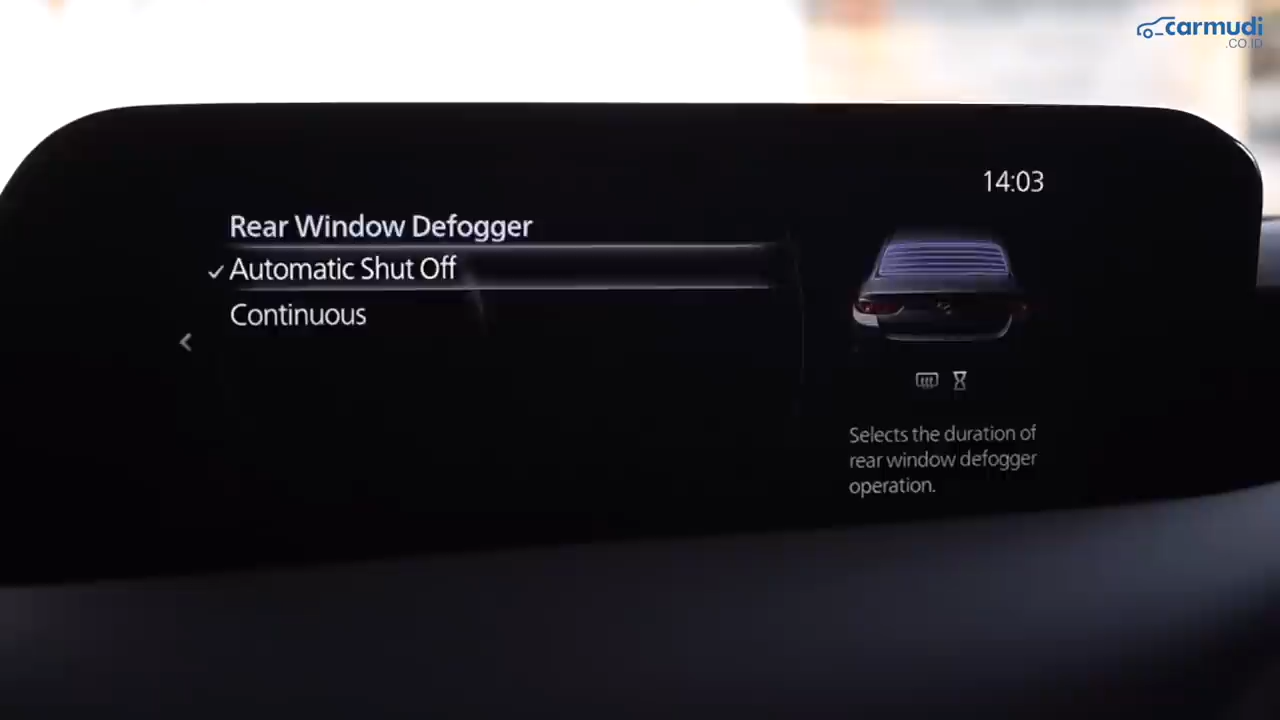 carmudi
.CO.ID
14:03
Rear Window Defogger
Automatic Shut Off
Continuous
Selects the duration of
rear window defogger
operation.